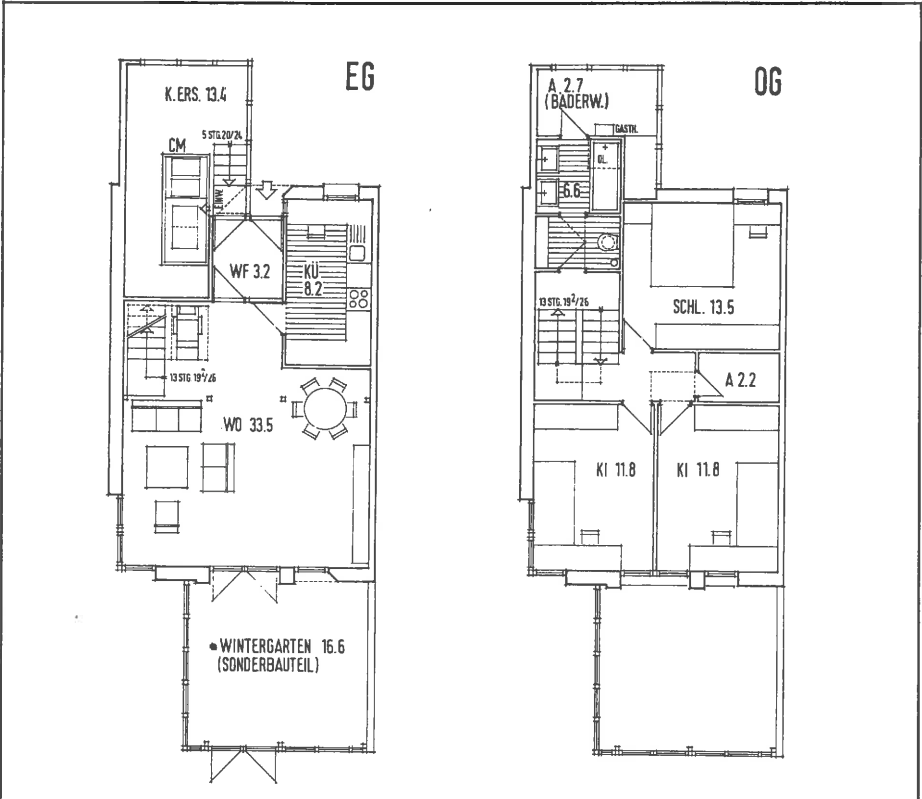 EG
K.ERS. 13.4
5 STG.20/24
CM
WF 3.2
KÜ
8.2
13 STG 19²/26
WO 33.5
• WINTERGARTEN 16.6
(SONDERBAUTEIL)
OG
A 2.7
(BADERW.)
GASTH.
6.6
13 STG. 19²/26
SCHL. 13.5
A 2.2
KI 11.8
KI 11.8